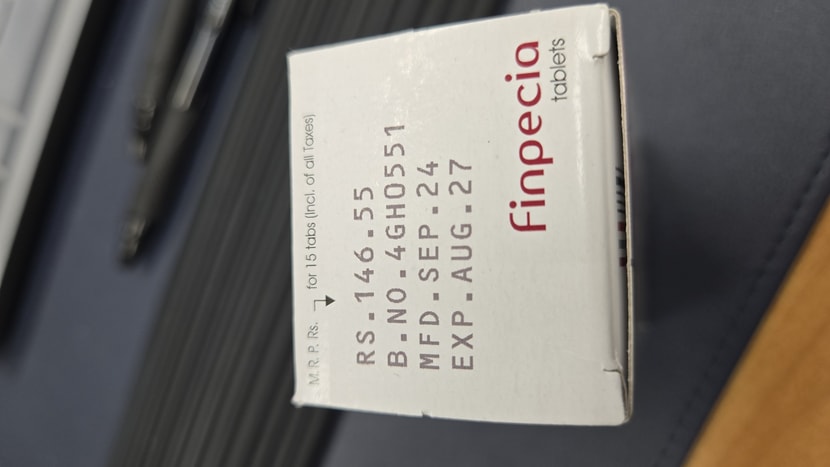 M. R. P. Rs. for 15 tabs (Incl. of all Taxes)
RS.146.55
B.NO.4GH0551
MFD.SEP.24
EXP.AUG.27
Finpecia
tablets